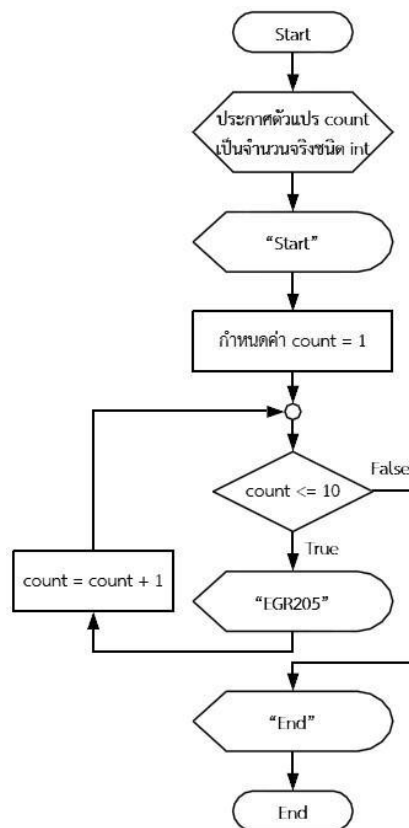 Start
ประกาศตัวแปร count
เป็นจำนวนจริงชนิด int
“Start”
กำหนดค่า count = 1
count <= 10
False
True
count = count + 1
“EGR205”
“End”
End